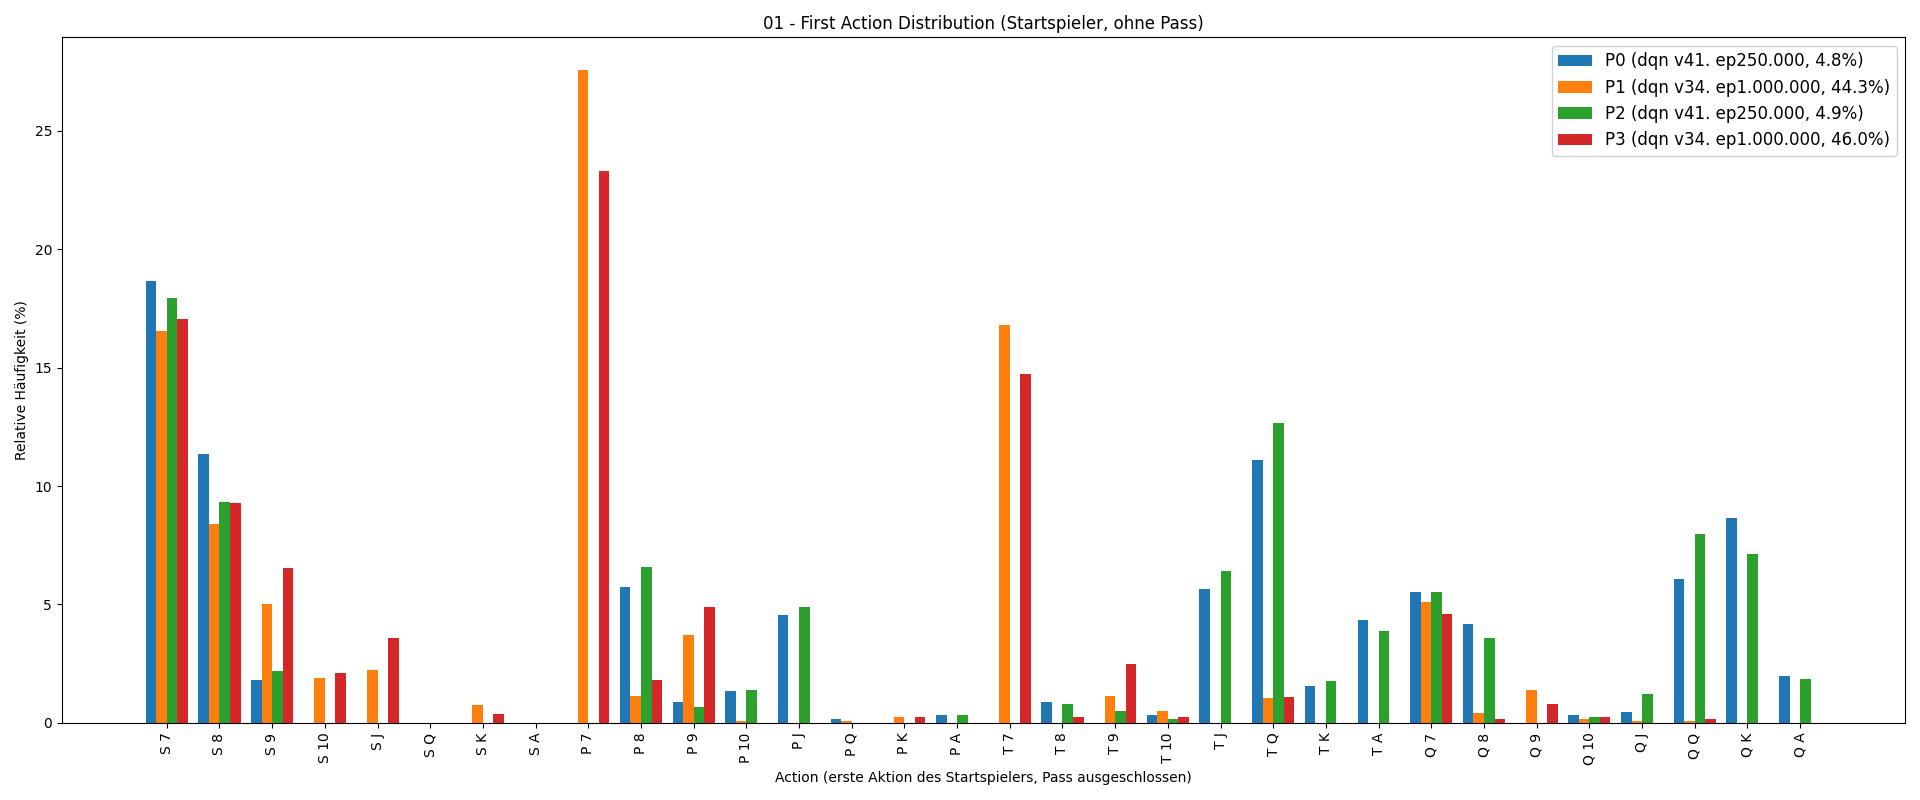 01 - First Action Distribution (Startspieler, ohne Pass)
P0 (dqn v41. ep250.000, 4.8%)
P1 (dqn v34. ep1.000.000, 44.3%)
P2 (dqn v41. ep250.000, 4.9%)
P3 (dqn v34. ep1.000.000, 46.0%)
Relative Häufigkeit (%)
25
20
15
10
5
0
S 7
S 8
S 9
S 10
S J
S Q
S K
S A
P 7
P 8
P 9
P 10
P J
P Q
P K
P A
T 7
T 8
T 9
T 10
T J
T Q
T K
T A
Q 7
Q 8
Q 9
Q 10
Q J
Q Q
Q K
Q A
Action (erste Aktion des Startspielers, Pass ausgeschlossen)